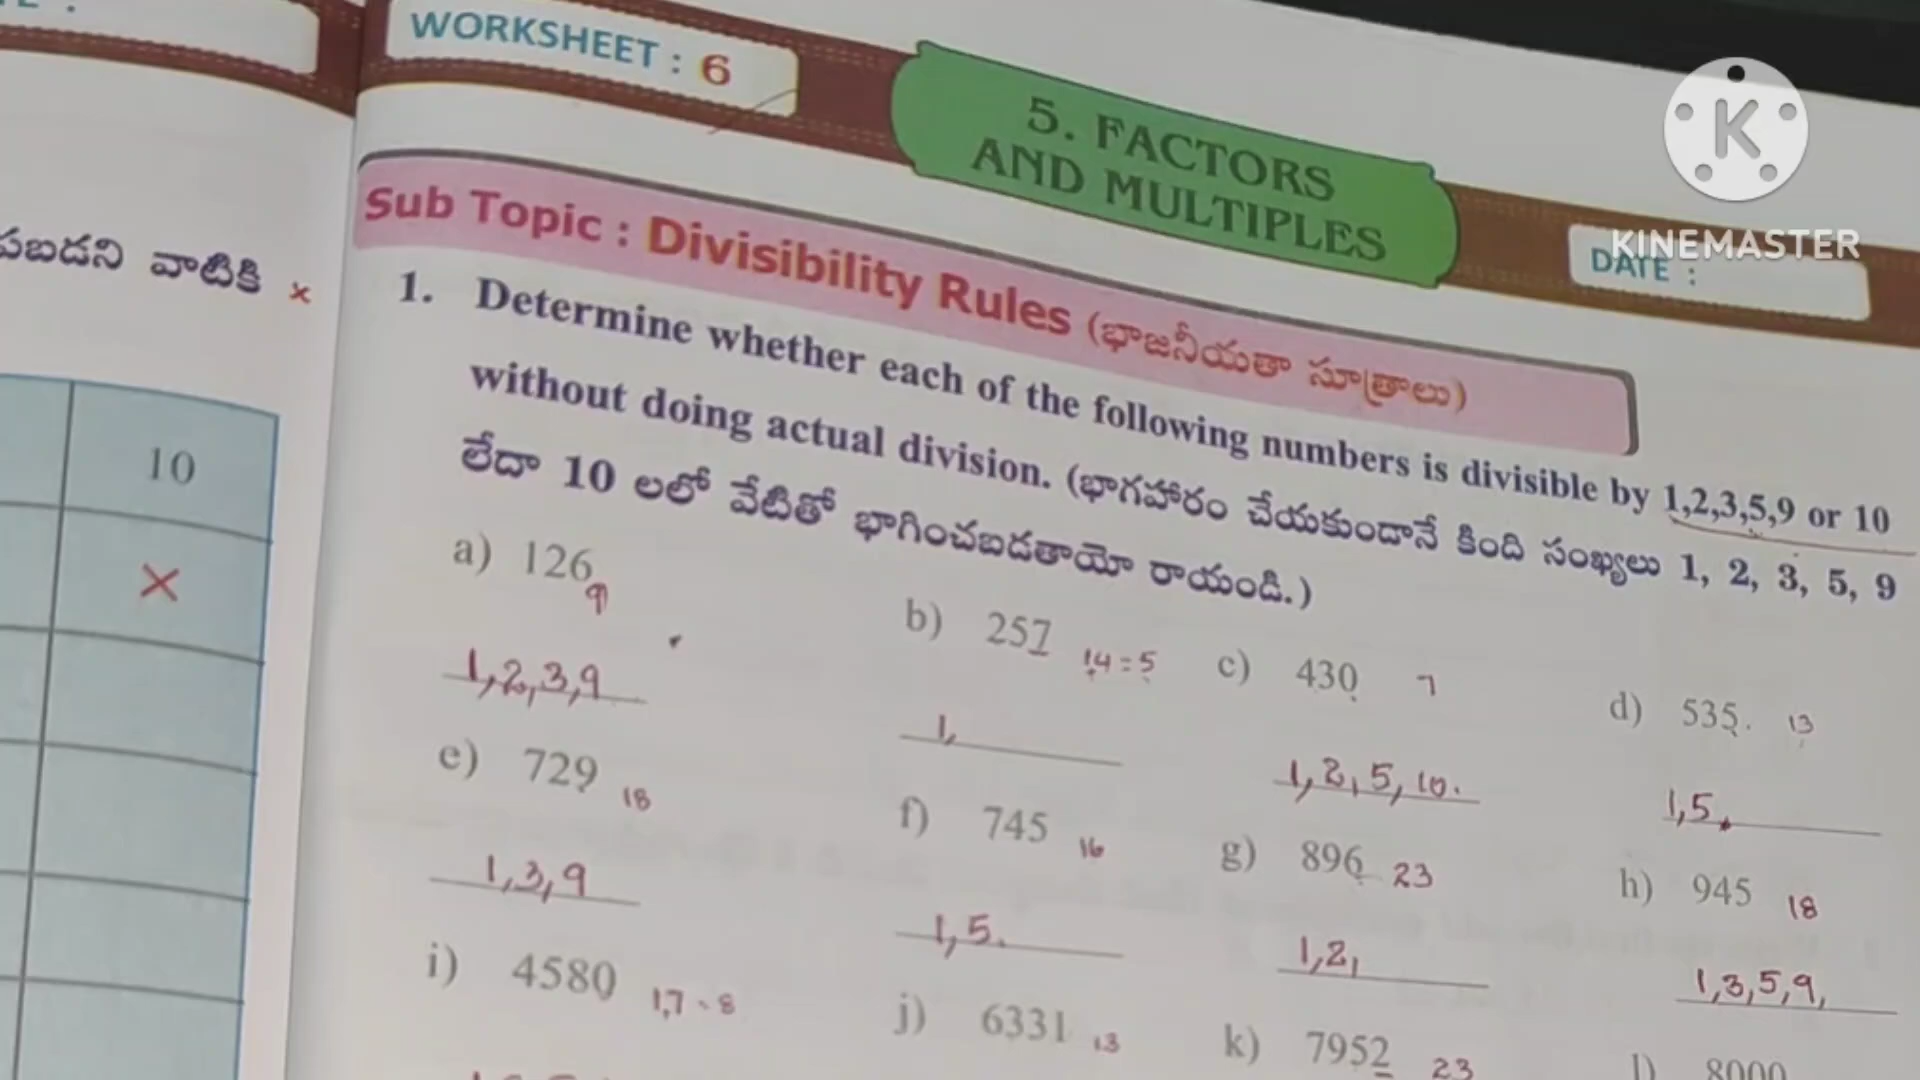 WORKSHEET : 6
5. FACTORS
AND MULTIPLES
KINEMASTER
DATE :
Sub Topic : Divisibility Rules (భాజనీయతా సూత్రాలు)
వాటికి ×
10
×
1. Determine whether each of the following numbers is divisible by 1,2,3,5,9 or 10
without doing actual division. (భాగహారం చేయకుండానే కింది సంఖ్యలు 1, 2, 3, 5, 9
లేదా 10 లలో వేటితో భాగించబడతాయో రాయండి.)
a) 126 9 b) 257 14=5 c) 430 7 d) 535. 13
1,2,3,9 1, 1,2,5,10. 1,5.
e) 729 18 f) 745 16 g) 896 23 h) 945 18
1,3,9 1,5. 1,2, 1,3,5,9,
i) 4580 j) 6331 13 k) 7952 23 l) 8000